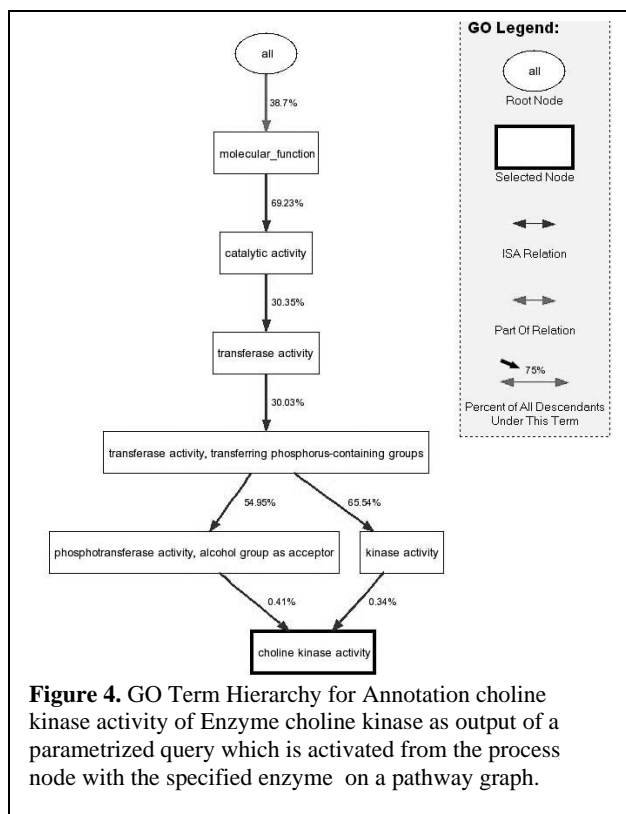 all
38.7%
molecular_function
69.23%
catalytic activity
30.35%
transferase activity
30.03%
transferase activity, transferring phosphorus-containing groups
54.95%
65.54%
phosphotransferase activity, alcohol group as acceptor
kinase activity
0.41%
0.34%
choline kinase activity
GO Legend:
all
Root Node
Selected Node
ISA Relation
Part Of Relation
75%
Percent of All Descendants
Under This Term
Figure 4. GO Term Hierarchy for Annotation choline
kinase activity of Enzyme choline kinase as output of a
parametrized query which is activated from the process
node with the specified enzyme on a pathway graph.